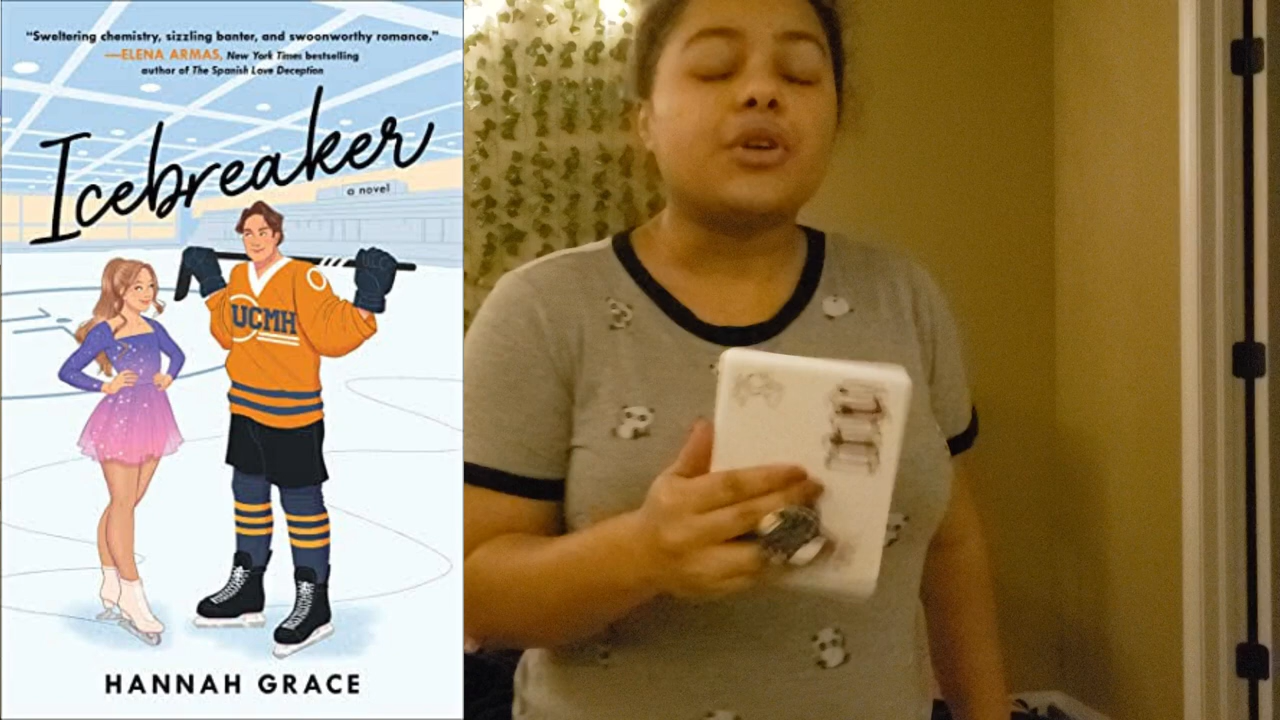 "Sweltering chemistry, sizzling banter, and swoonworthy romance."
—ELENA ARMAS, New York Times bestselling
author of The Spanish Love Deception
Icebreaker
a novel
UCMH
HANNAH GRACE